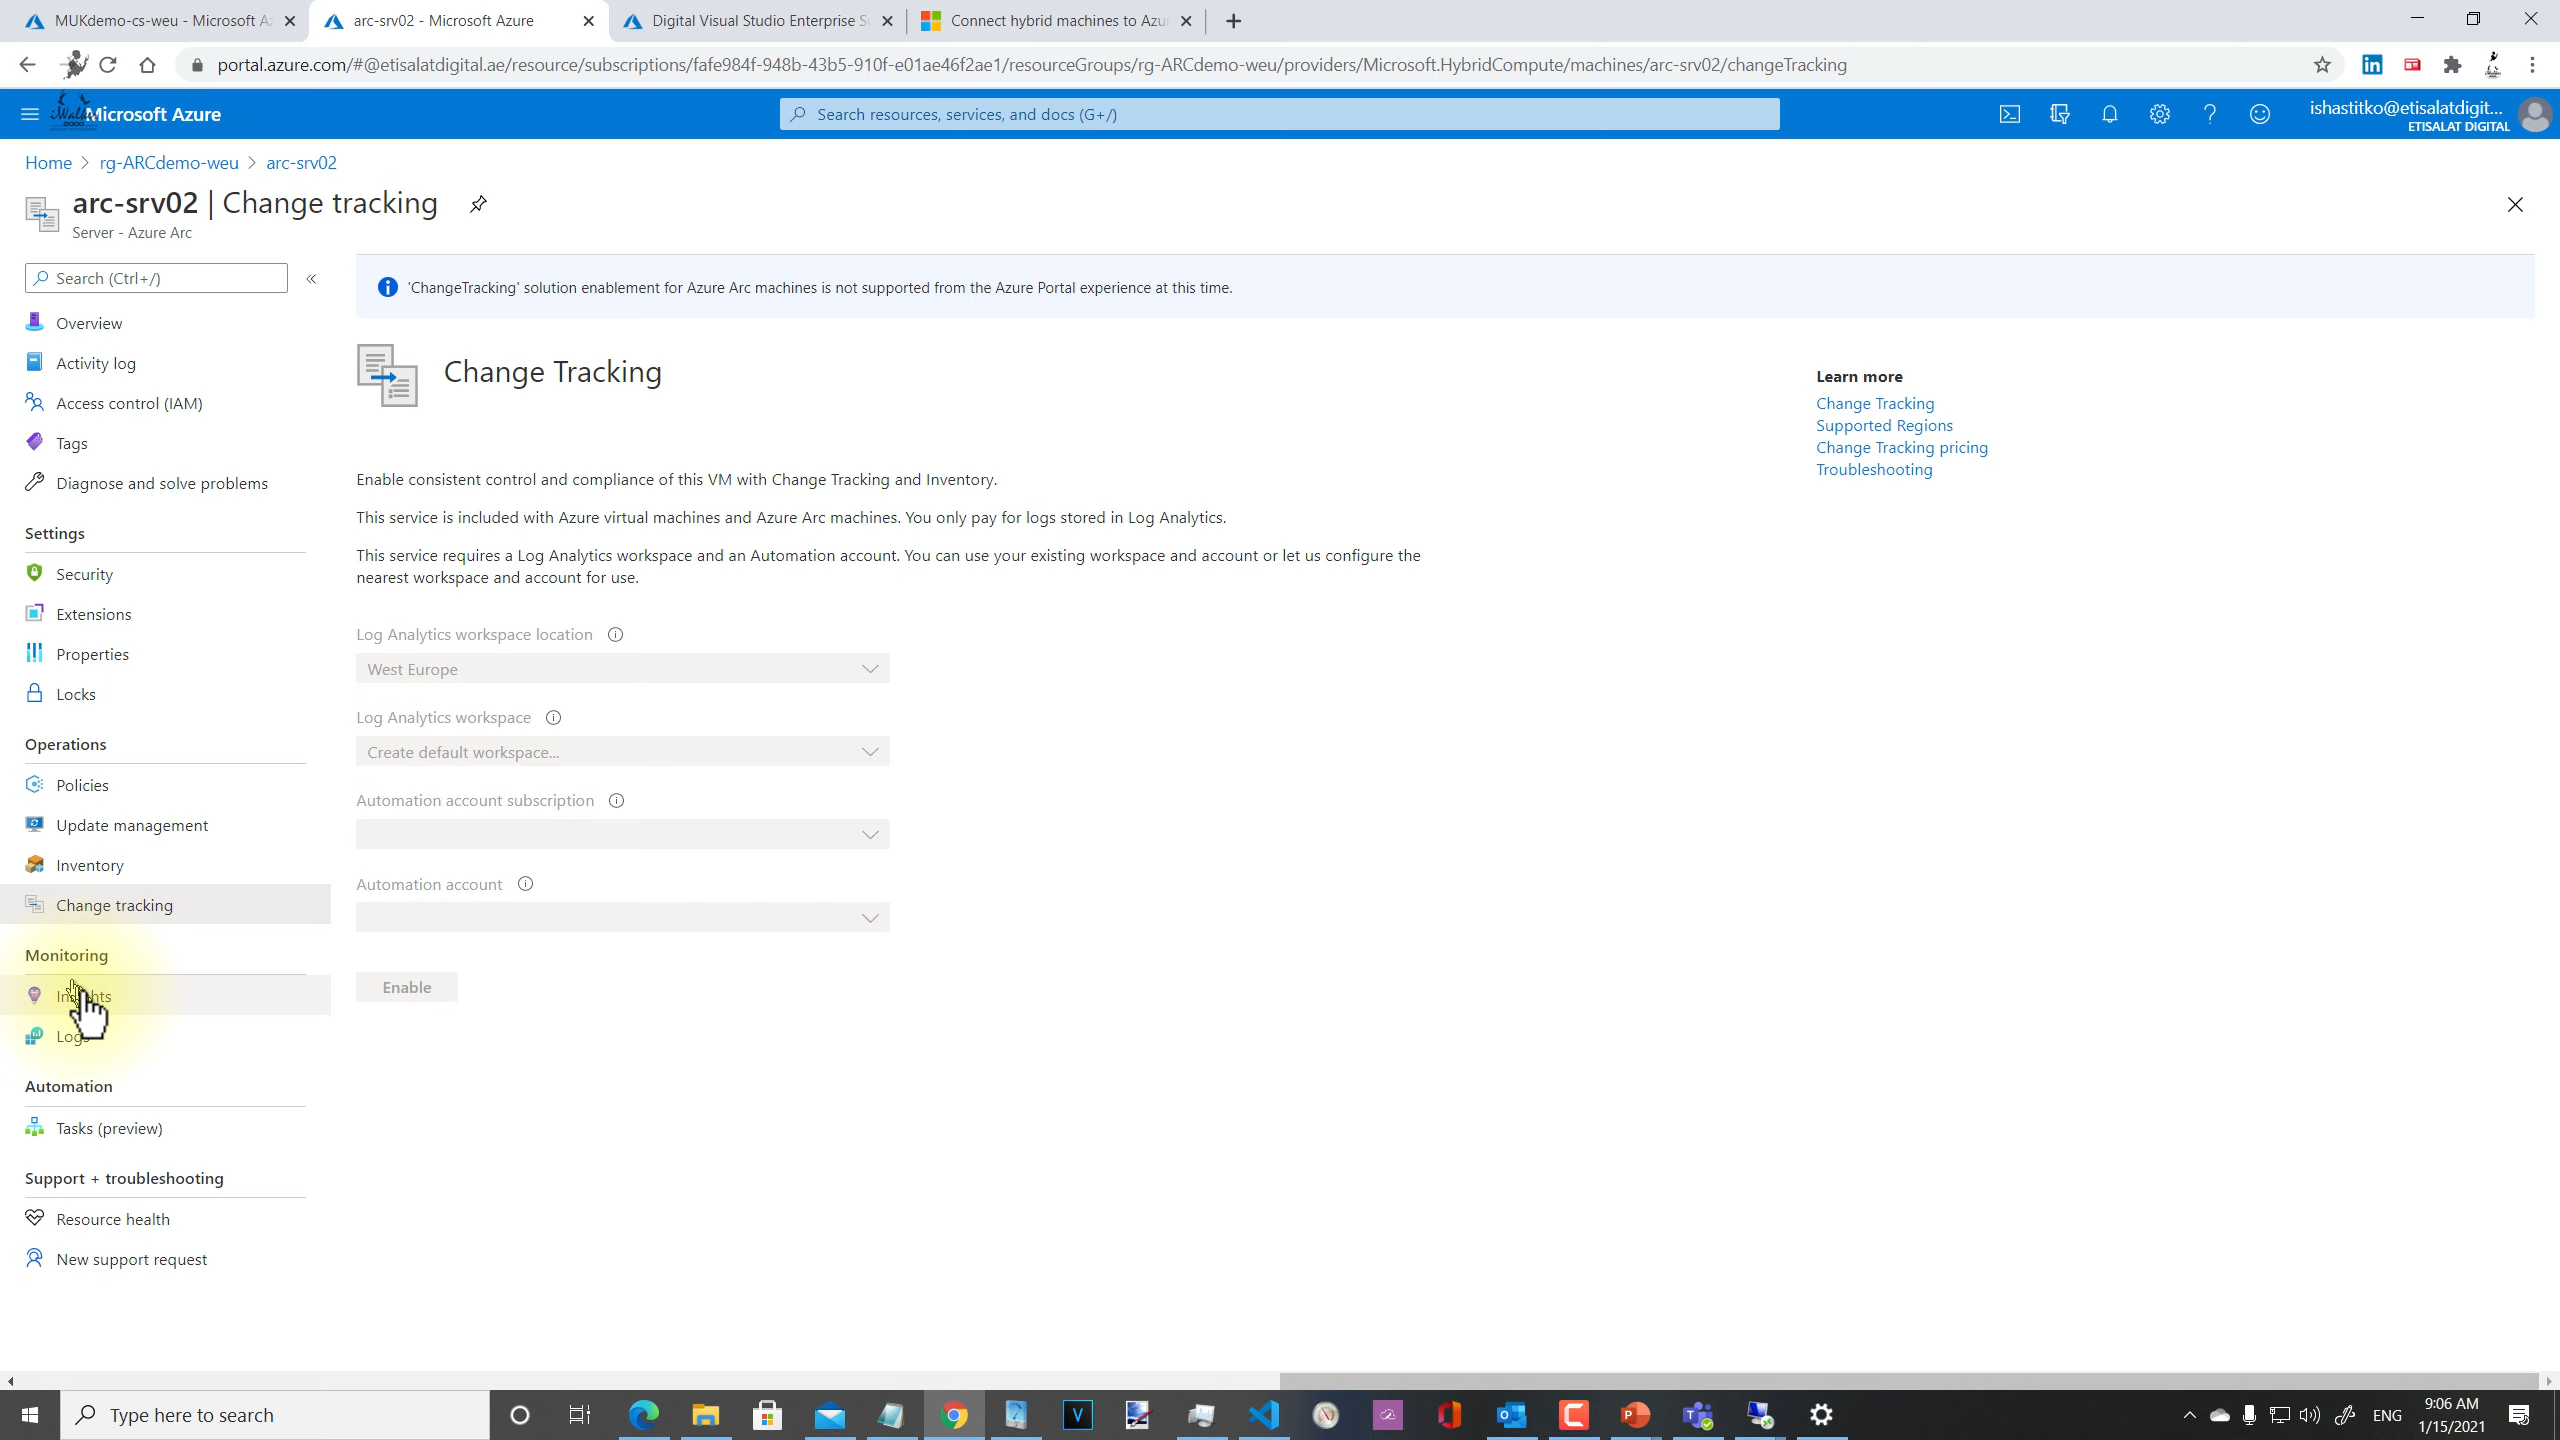 MUKdemo-cs-weu - Microsoft Az
arc-srv02 - Microsoft Azure
Digital Visual Studio Enterprise Su
Connect hybrid machines to Azu
portal.azure.com/#@etisalatdigital.ae/resource/subscriptions/fafe984f-948b-43b5-910f-e01ae46f2ae1/resourceGroups/rg-ARCdemo-weu/providers/Microsoft.HybridCompute/machines/arc-srv02/changeTracking
Microsoft Azure
Search resources, services, and docs (G+/)
ishastitko@etisalatdigit...
ETISALAT DIGITAL
Home > rg-ARCdemo-weu > arc-srv02
arc-srv02 | Change tracking
Server - Azure Arc
Search (Ctrl+/)
«
'ChangeTracking' solution enablement for Azure Arc machines is not supported from the Azure Portal experience at this time.
Overview
Activity log
Access control (IAM)
Tags
Diagnose and solve problems
Settings
Security
Extensions
Properties
Locks
Operations
Policies
Update management
Inventory
Change tracking
Monitoring
Insights
Logs
Automation
Tasks (preview)
Support + troubleshooting
Resource health
New support request
Change Tracking
Enable consistent control and compliance of this VM with Change Tracking and Inventory.
This service is included with Azure virtual machines and Azure Arc machines. You only pay for logs stored in Log Analytics.
This service requires a Log Analytics workspace and an Automation account. You can use your existing workspace and account or let us configure the
nearest workspace and account for use.
Log Analytics workspace location
West Europe
Log Analytics workspace
Create default workspace...
Automation account subscription
Automation account
Enable
Learn more
Change Tracking
Supported Regions
Change Tracking pricing
Troubleshooting
Type here to search
ENG
9:06 AM
1/15/2021